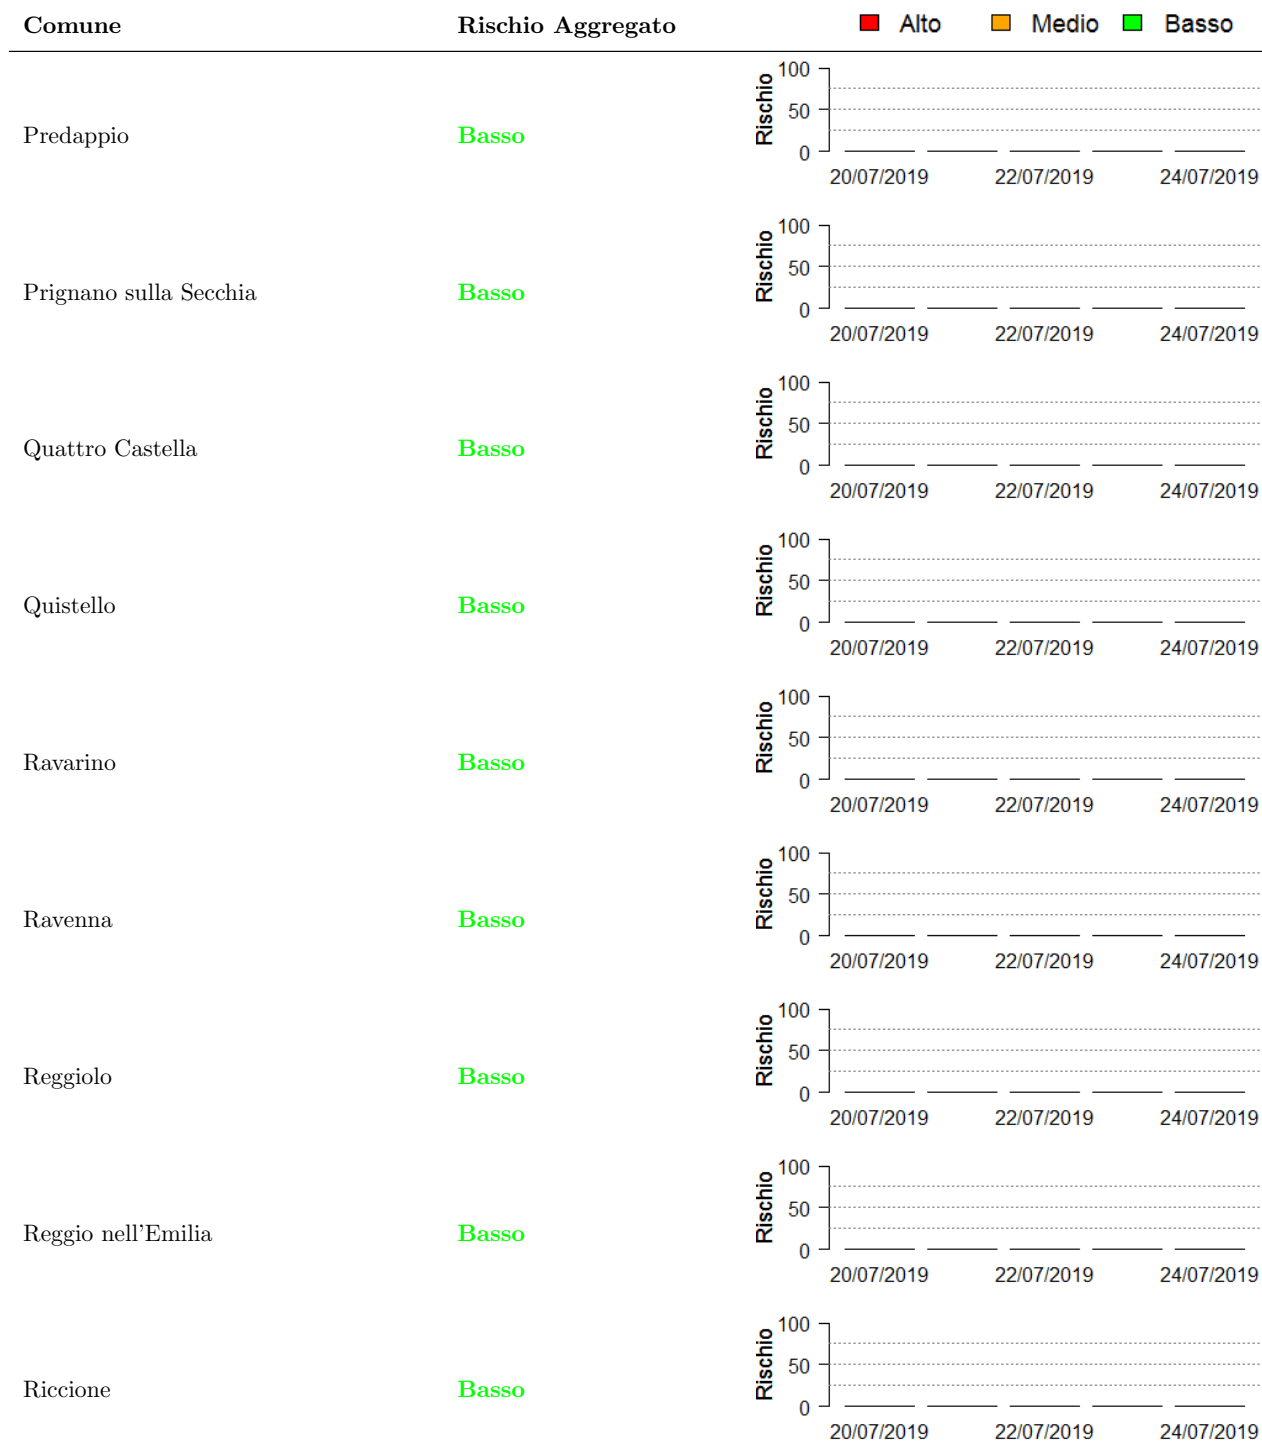 Comune Rischio Aggregato Alto Medio Basso
Predappio Basso
Rischio
100
50
0
20/07/2019 22/07/2019 24/07/2019
Prignano sulla Secchia Basso
Rischio
100
50
0
20/07/2019 22/07/2019 24/07/2019
Quattro Castella Basso
Rischio
100
50
0
20/07/2019 22/07/2019 24/07/2019
Quistello Basso
Rischio
100
50
0
20/07/2019 22/07/2019 24/07/2019
Ravarino Basso
Rischio
100
50
0
20/07/2019 22/07/2019 24/07/2019
Ravenna Basso
Rischio
100
50
0
20/07/2019 22/07/2019 24/07/2019
Reggiolo Basso
Rischio
100
50
0
20/07/2019 22/07/2019 24/07/2019
Reggio nell'Emilia Basso
Rischio
100
50
0
20/07/2019 22/07/2019 24/07/2019
Riccione Basso
Rischio
100
50
0
20/07/2019 22/07/2019 24/07/2019